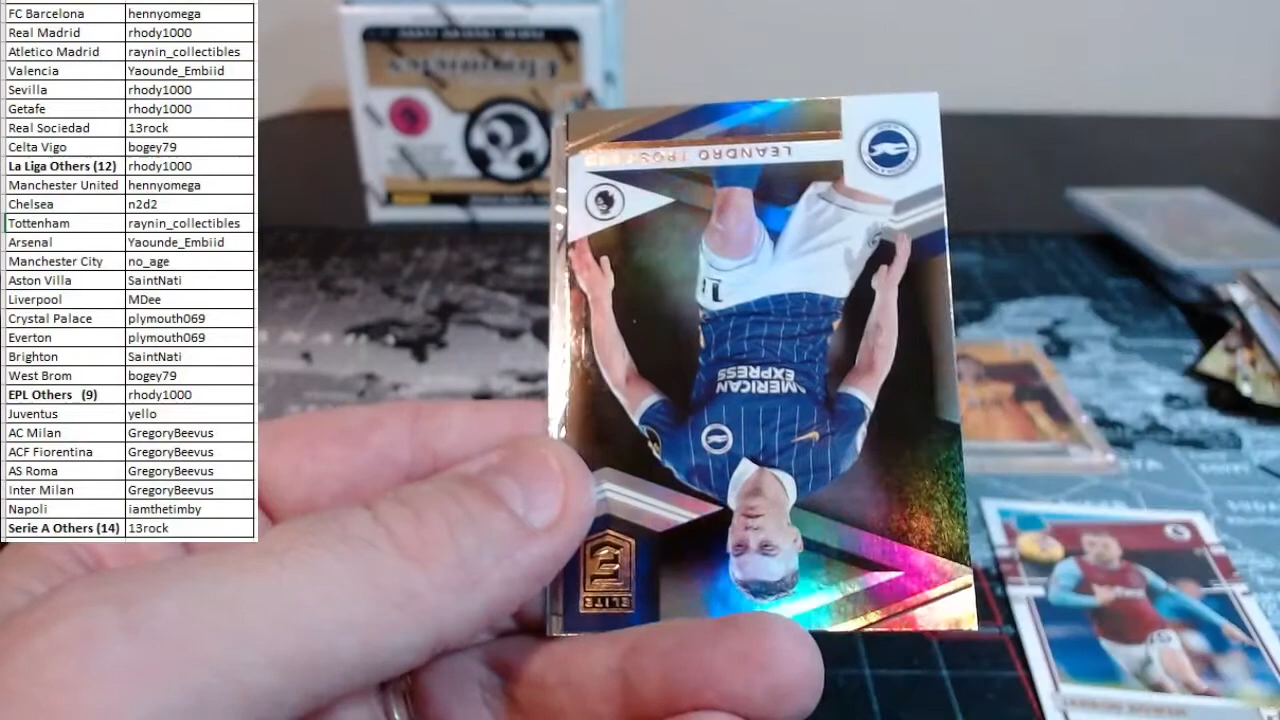 FC Barcelona hennyomega
Real Madrid rhody1000
Atletico Madrid raynin_collectibles
Valencia Yaounde_Embiid
Sevilla rhody1000
Getafe rhody1000
Real Sociedad 13rock
Celta Vigo bogey79
La Liga Others (12) rhody1000
Manchester United hennyomega
Chelsea n2d2
Tottenham raynin_collectibles
Arsenal Yaounde_Embiid
Manchester City no_age
Aston Villa SaintNati
Liverpool MDee
Crystal Palace plymouth069
Everton plymouth069
Brighton SaintNati
West Brom bogey79
EPL Others (9) rhody1000
Juventus yello
AC Milan GregoryBeevus
ACF Fiorentina GregoryBeevus
AS Roma GregoryBeevus
Inter Milan GregoryBeevus
Napoli iamthetimby
Serie A Others (14) 13rock
Chronicles
LEANDRO
AMERICAN
EXPRESS
ELITE